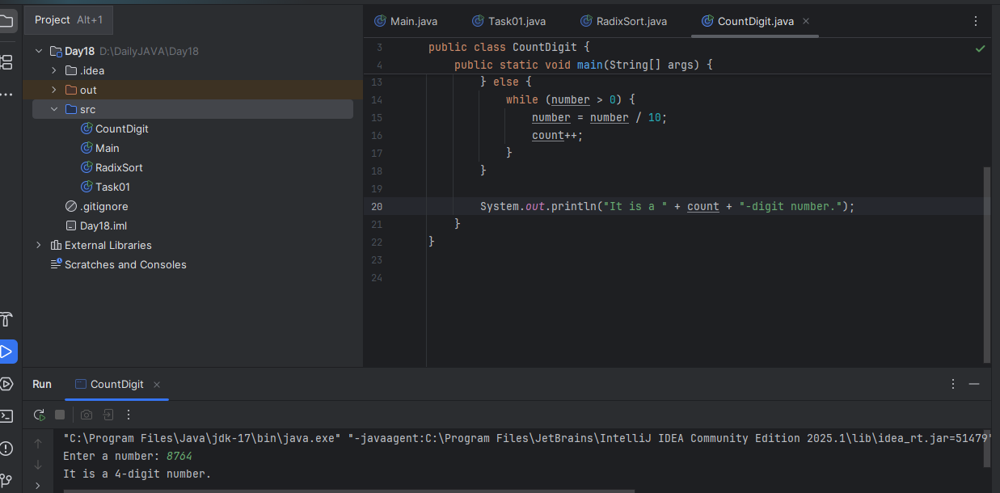 Project Alt+1
Day18 D:\DailyJAVA\Day18
.idea
out
src
CountDigit
Main
RadixSort
Task01
.gitignore
Day18.iml
External Libraries
Scratches and Consoles
Main.java Task01.java RadixSort.java CountDigit.java
3 public class CountDigit {
4 public static void main(String[] args) {
13 } else {
14 while (number > 0) {
15 number = number / 10;
16 count++;
17 }
18 }
19
20 System.out.println("It is a " + count + "-digit number.");
21 }
22 }
23
24
Run CountDigit
"C:\Program Files\Java\jdk-17\bin\java.exe" "-javaagent:C:\Program Files\JetBrains\IntelliJ IDEA Community Edition 2025.1\lib\idea_rt.jar=51479"
Enter a number: 8764
It is a 4-digit number.